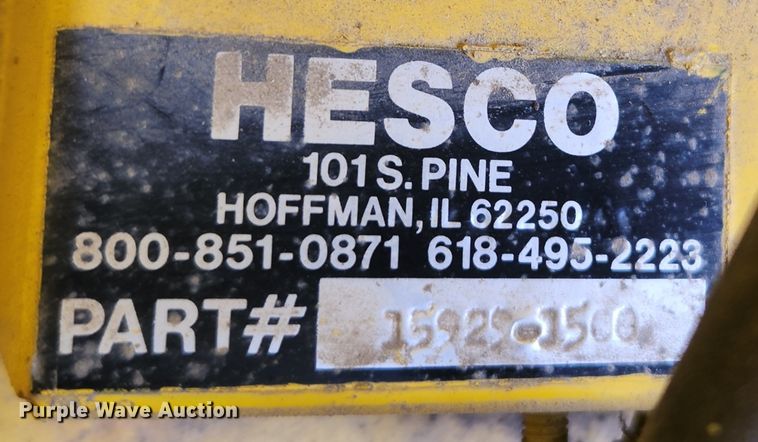 HESCO
101 S. PINE
HOFFMAN, IL 62250
800-851-0871 618-495-2223
PART#
Purple Wave Auction